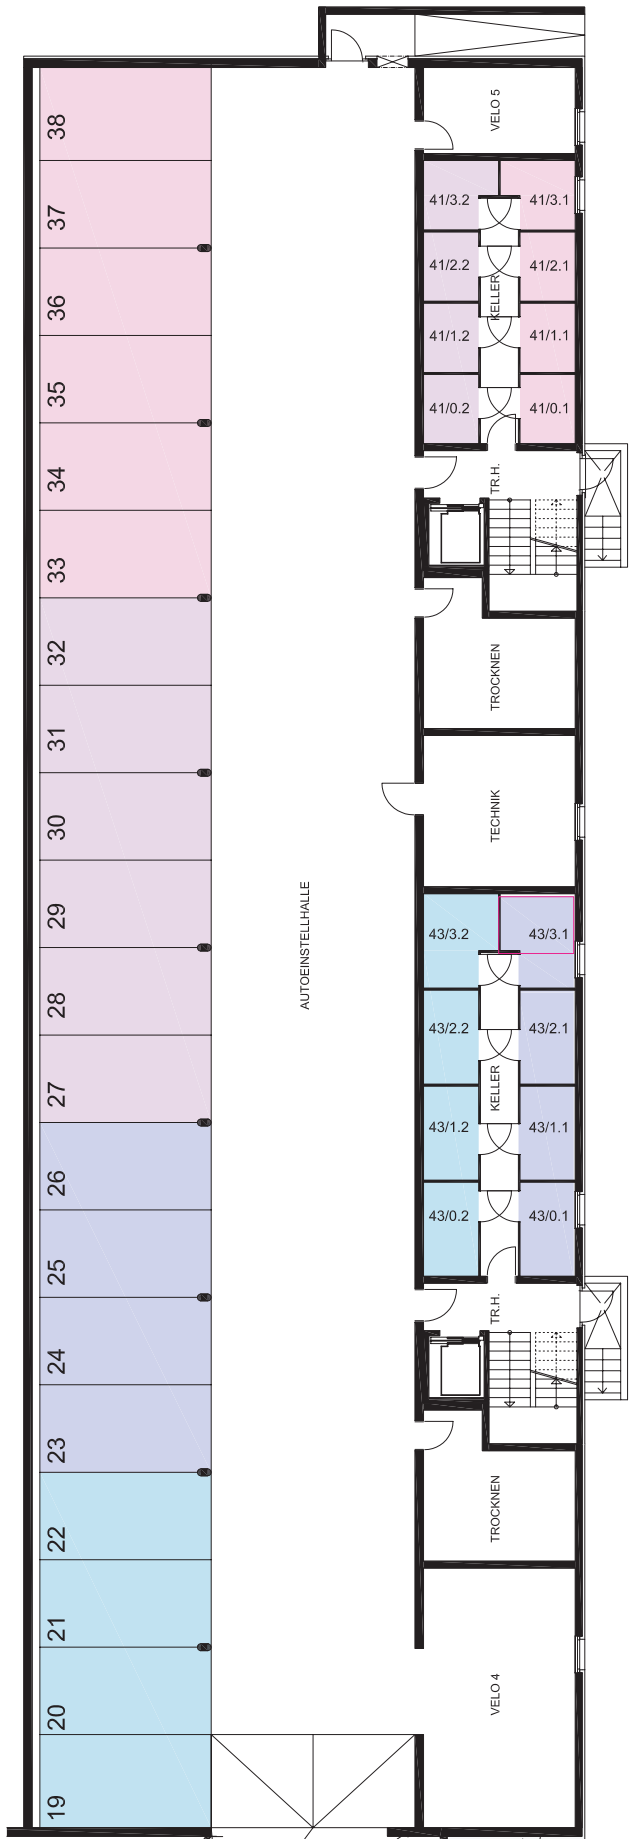 38
37
36
35
34
33
32
31
30
29
28
27
26
25
24
23
22
21
20
19
AUTOEINSTELLHALLE
VELO 5
41/3.2 41/3.1
41/2.2 41/2.1
KELLER
41/1.2 41/1.1
41/0.2 41/0.1
TR.H.
TROCKNEN
TECHNIK
43/3.2 43/3.1
43/2.2 43/2.1
KELLER
43/1.2 43/1.1
43/0.2 43/0.1
TR.H.
TROCKNEN
VELO 4